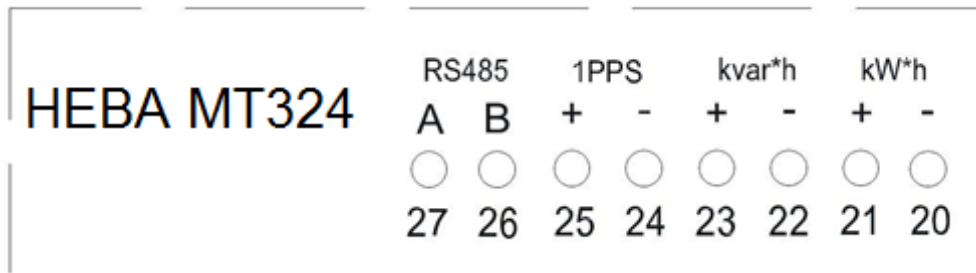 RS485 1PPS kvar*h kW*h
НЕВА МТ324 A B + - + - + -
27 26 25 24 23 22 21 20